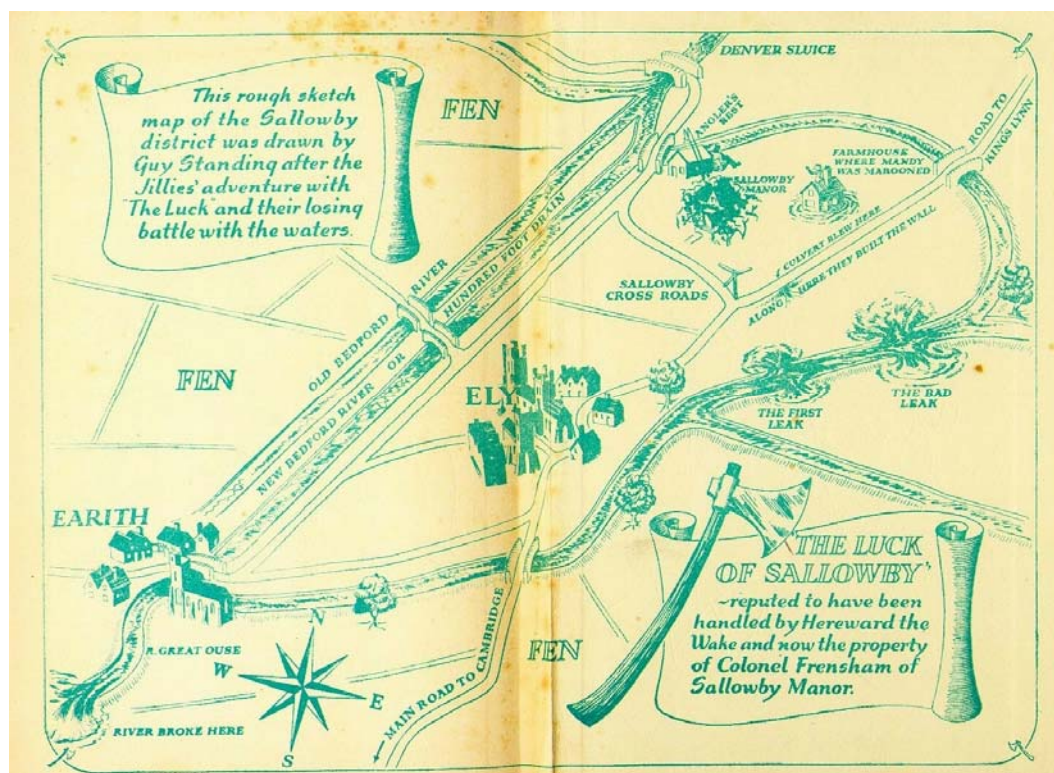 DENVER SLUICE
This rough sketch
map of the Sallowby
district was drawn by
Guy Standing after the
Jillies' adventure with
"The Luck" and their losing
battle with the waters.
FEN
ANGLER'S
REST
ROAD TO
KINGS LYNN
FARMHOUSE
WHERE MANDY
WAS MAROONED
SALLOWBY
MANOR
CULVERT BLEW HERE
ALONG HERE THEY BUILT THE WALL
SALLOWBY
CROSS ROADS
OLD BEDFORD RIVER
NEW BEDFORD RIVER OR HUNDRED FOOT DRAIN
FEN
ELY
THE FIRST
LEAK
THE BAD
LEAK
EARITH
R. GREAT OUSE
RIVER BROKE HERE
N
W
E
S
MAIN ROAD TO CAMBRIDGE
FEN
"THE LUCK
OF SALLOWBY"
~reputed to have been
handled by Hereward the
Wake and now the property
of Colonel Frensham of
Sallowby Manor.